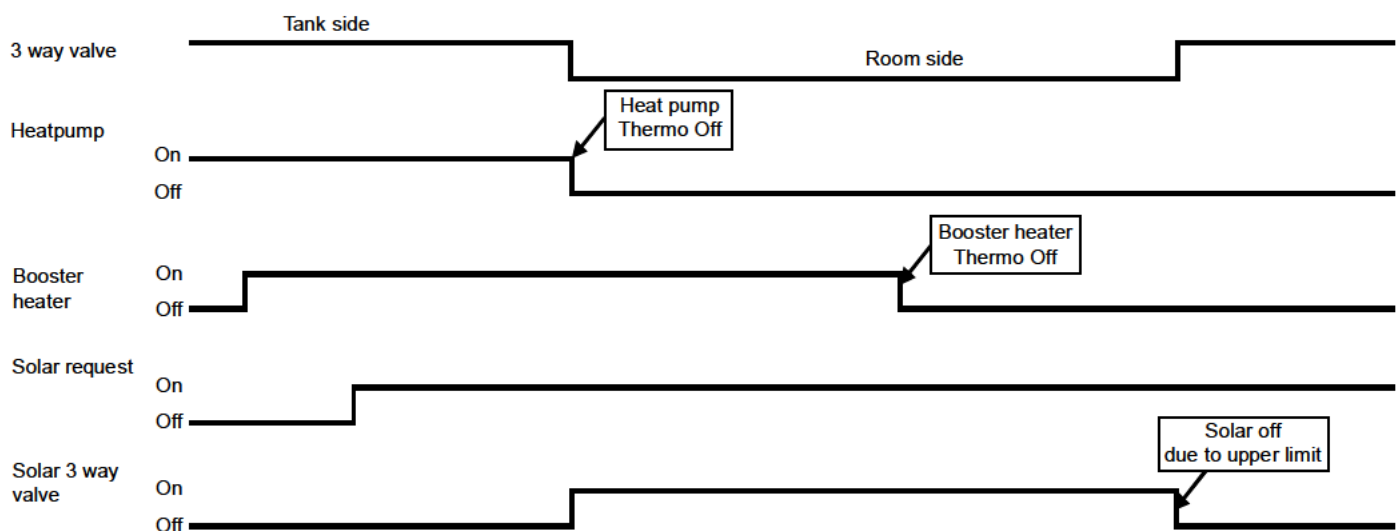 Tank side
3 way valve
Room side
Heat pump
Thermo Off
Heatpump
On
Off
Booster heater
Thermo Off
Booster
heater
On
Off
Solar request
On
Off
Solar off
due to upper limit
Solar 3 way
valve
On
Off